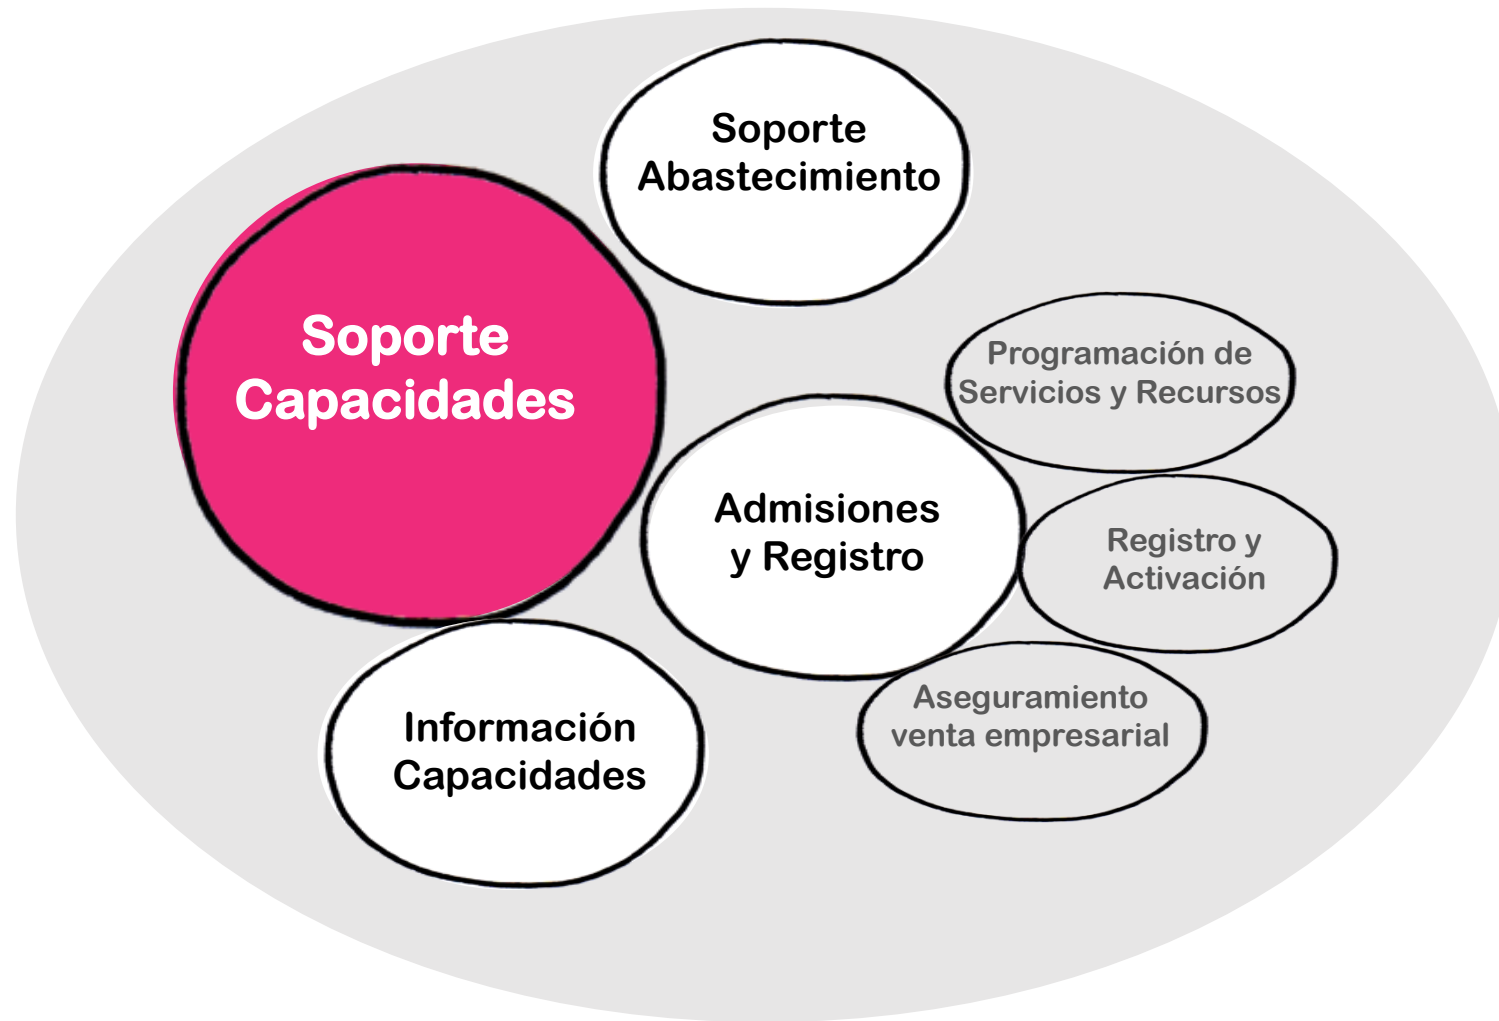 Soporte
Abastecimiento
Soporte
Capacidades
Programación de
Servicios y Recursos
Admisiones
y Registro
Registro y
Activación
Aseguramiento
venta empresarial
Información
Capacidades